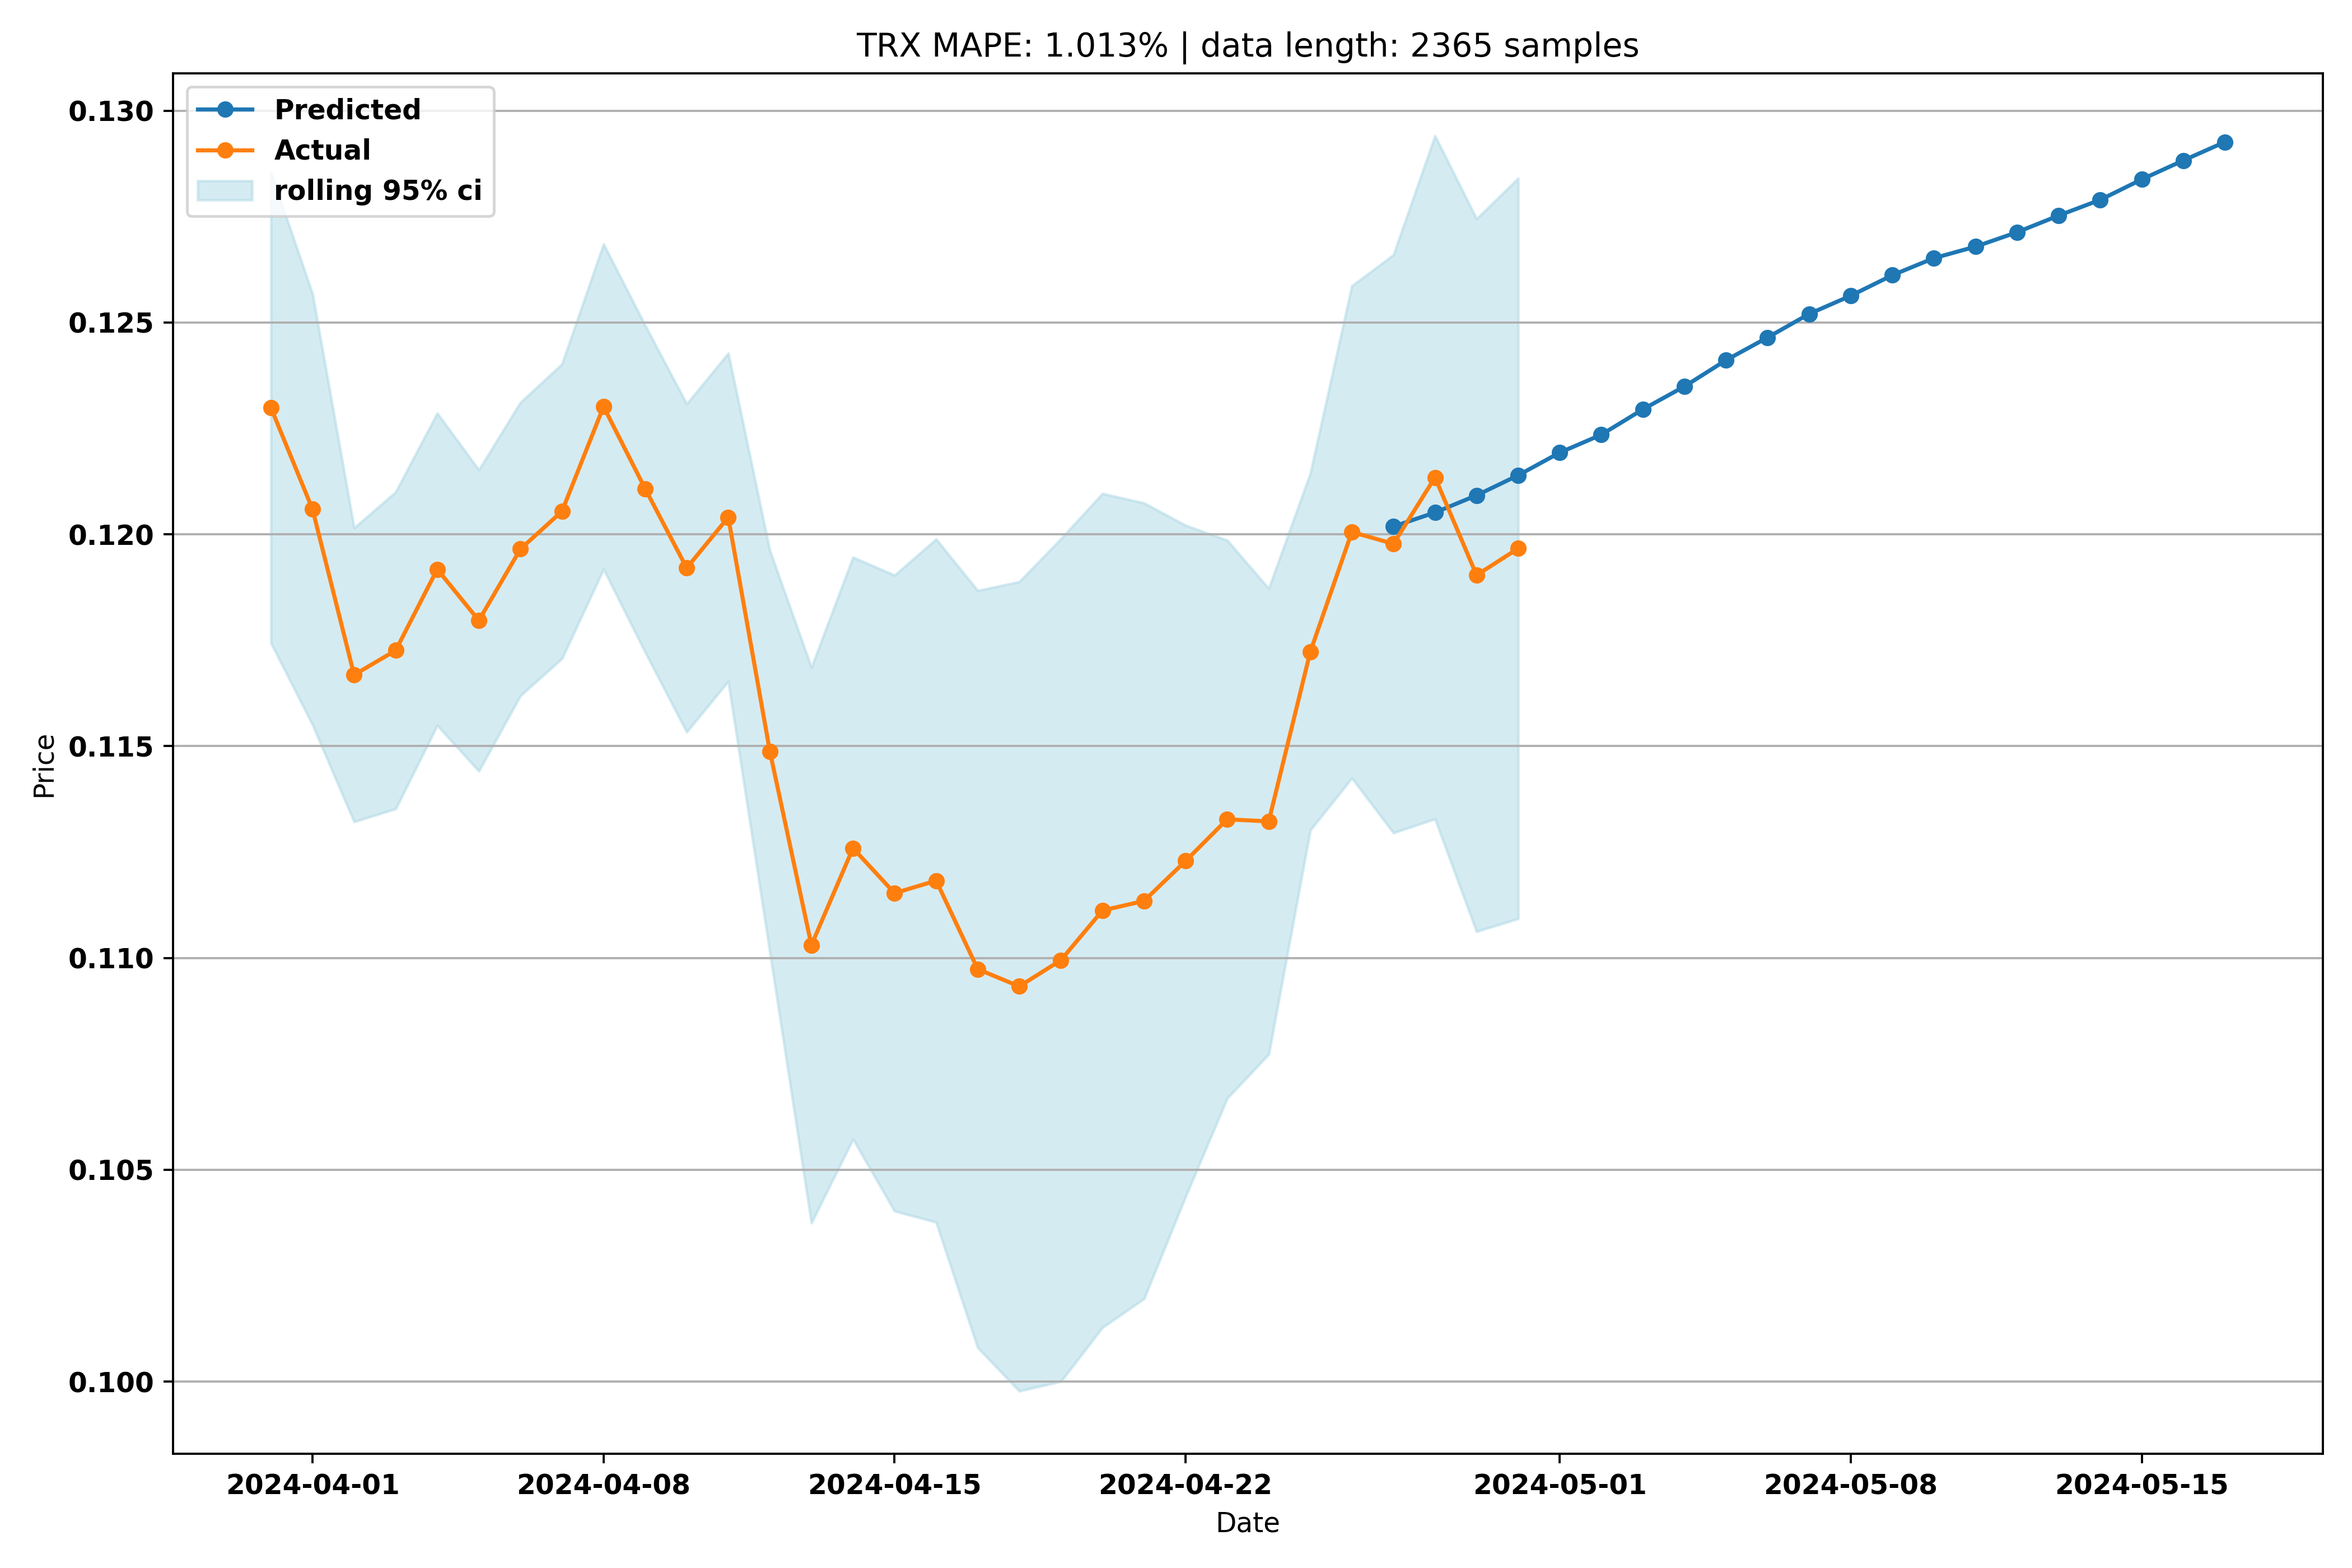 TRX MAPE: 1.013% | data length: 2365 samples
Predicted
Actual
rolling 95% ci
0.130
0.125
0.120
0.115
0.110
0.105
0.100
Price
2024-04-01 2024-04-08 2024-04-15 2024-04-22 2024-05-01 2024-05-08 2024-05-15
Date